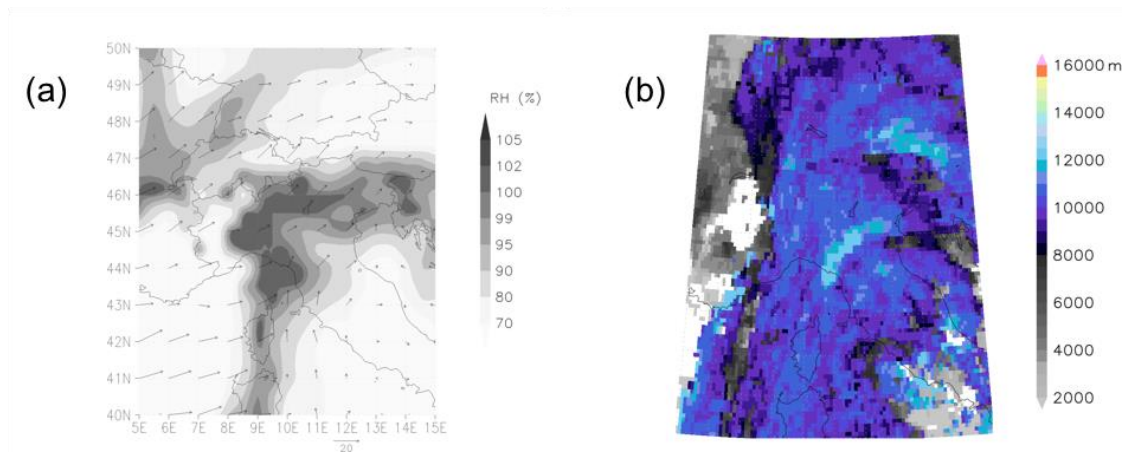 (a)
50N
49N
48N
47N
46N
45N
44N
43N
42N
41N
40N
5E 6E 7E 8E 9E 10E 11E 12E 13E 14E 15E
20
RH (%)
105
102
100
99
95
90
80
70
(b)
16000 m
14000
12000
10000
8000
6000
4000
2000